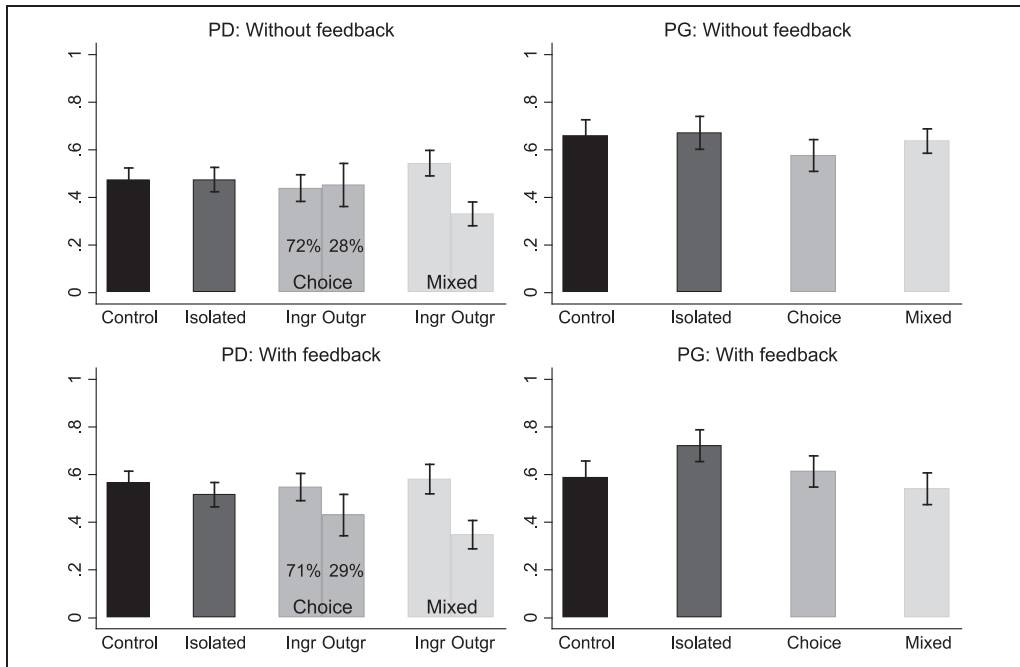 PD: Without feedback
1
.8
.6
.4
.2
0
72% 28%
Choice
Mixed
Control Isolated Ingr Outgr Ingr Outgr
PG: Without feedback
1
.8
.6
.4
.2
0
Control Isolated Choice Mixed
PD: With feedback
1
.8
.6
.4
.2
0
71% 29%
Choice
Mixed
Control Isolated Ingr Outgr Ingr Outgr
PG: With feedback
1
.8
.6
.4
.2
0
Control Isolated Choice Mixed